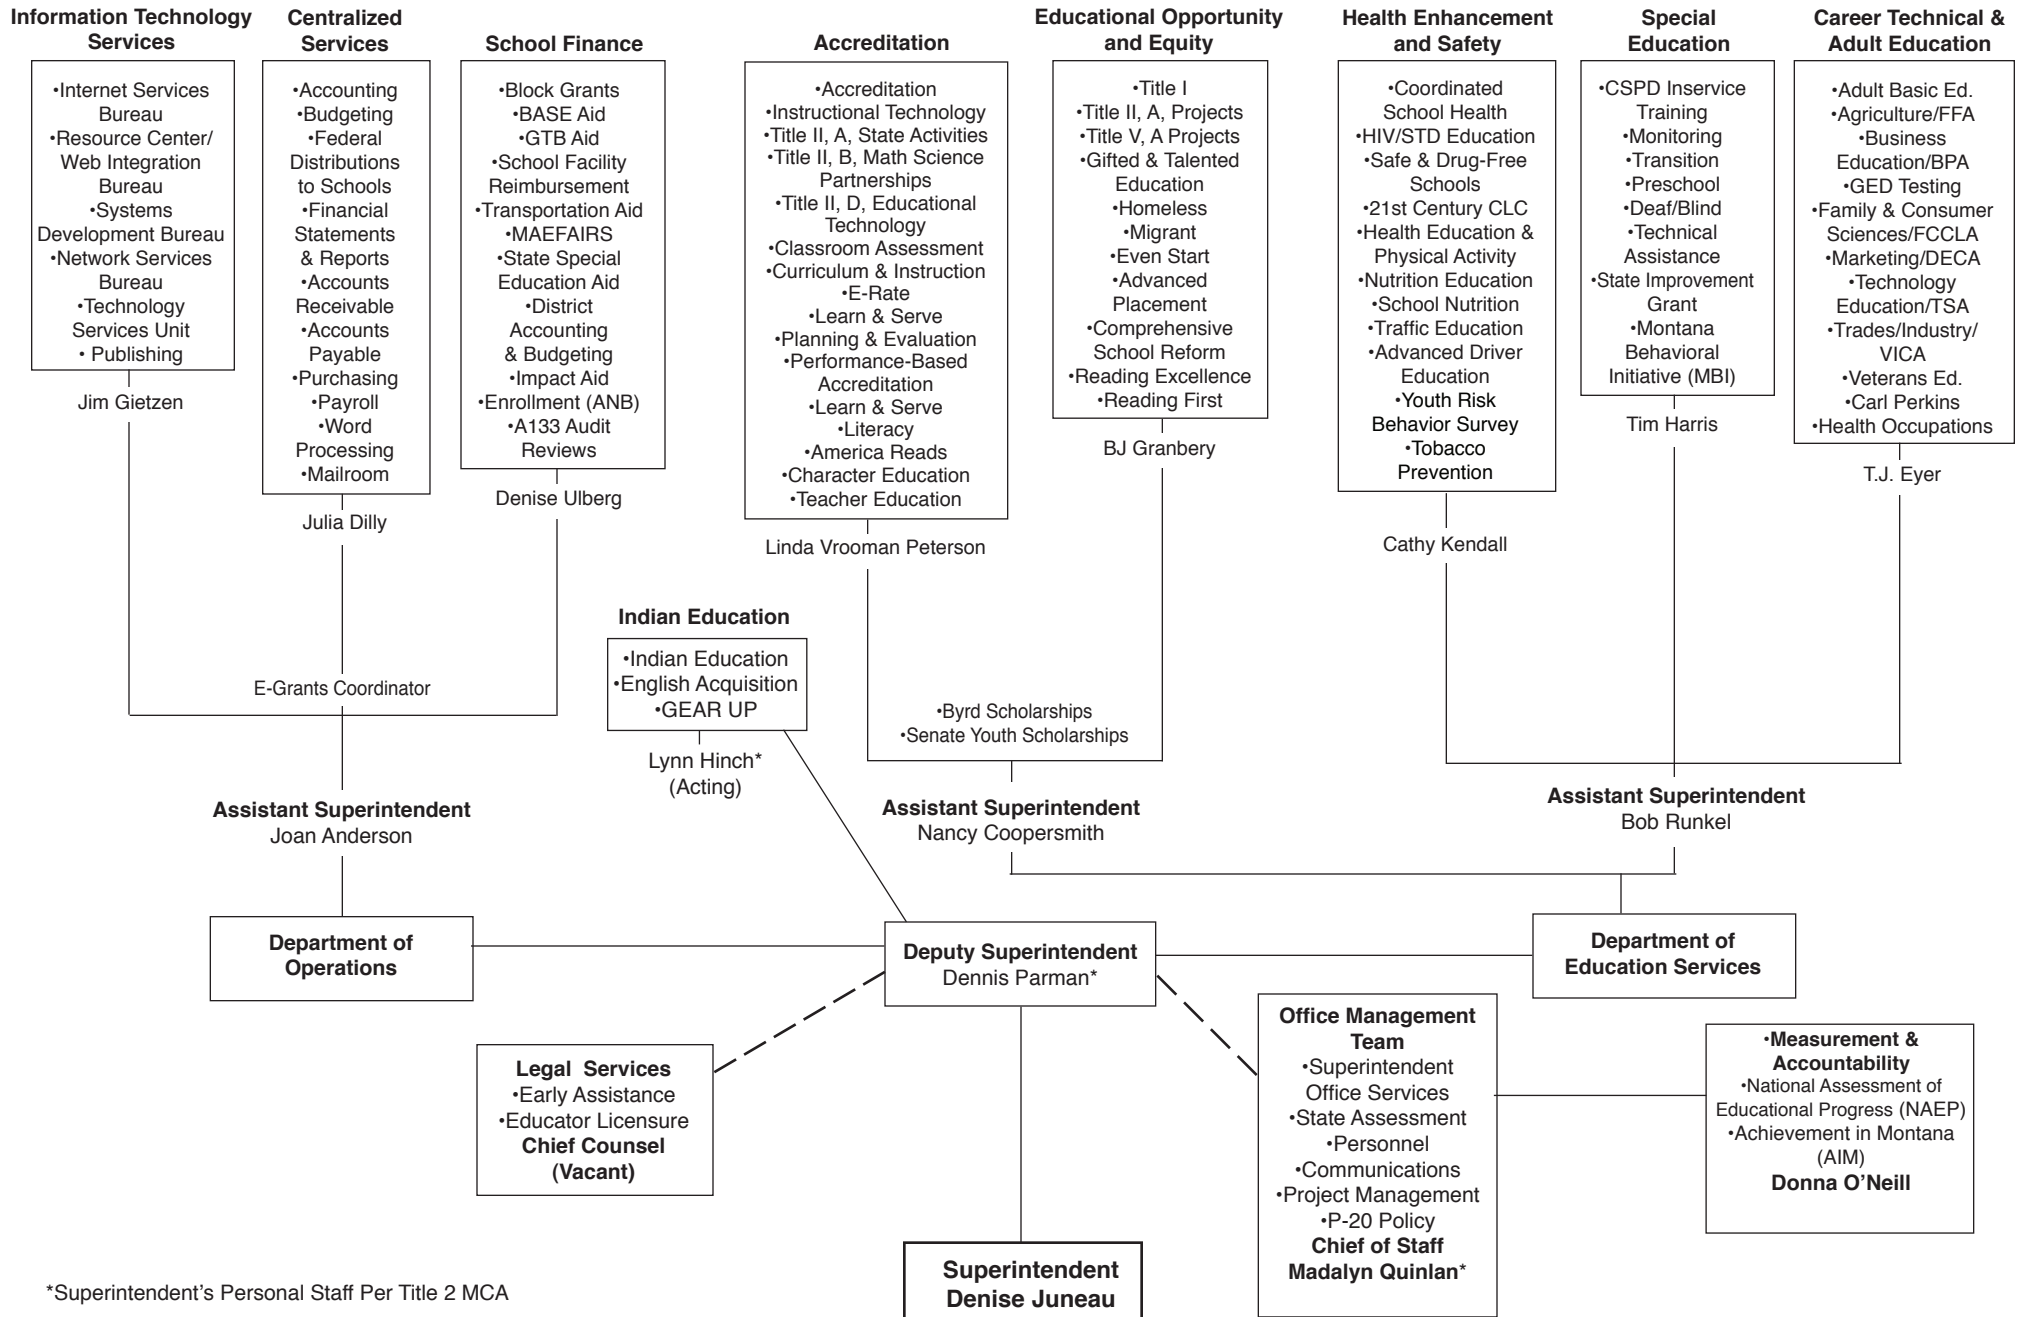 Information Technology
Services
•Internet Services
Bureau
•Resource Center/
Web Integration
Bureau
•Systems
Development Bureau
•Network Services
Bureau
•Technology
Services Unit
• Publishing
Jim Gietzen
Centralized
Services
•Accounting
•Budgeting
•Federal
Distributions
to Schools
•Financial
Statements
& Reports
•Accounts
Receivable
•Accounts
Payable
•Purchasing
•Payroll
•Word
Processing
•Mailroom
Julia Dilly
School Finance
•Block Grants
•BASE Aid
•GTB Aid
•School Facility
Reimbursement
•Transportation Aid
•MAEFAIRS
•State Special
Education Aid
•District
Accounting
& Budgeting
•Impact Aid
•Enrollment (ANB)
•A133 Audit
Reviews
Denise Ulberg
Accreditation
•Accreditation
•Instructional Technology
•Title II, A, State Activities
•Title II, B, Math Science
Partnerships
•Title II, D, Educational
Technology
•Classroom Assessment
•Curriculum & Instruction
•E-Rate
•Learn & Serve
•Planning & Evaluation
•Performance-Based
Accreditation
•Learn & Serve
•Literacy
•America Reads
•Character Education
•Teacher Education
Linda Vrooman Peterson
Educational Opportunity
and Equity
•Title I
•Title II, A, Projects
•Title V, A Projects
•Gifted & Talented
Education
•Homeless
•Migrant
•Even Start
•Advanced
Placement
•Comprehensive
School Reform
•Reading Excellence
•Reading First
BJ Granbery
Health Enhancement
and Safety
•Coordinated
School Health
•HIV/STD Education
•Safe & Drug-Free
Schools
•21st Century CLC
•Health Education &
Physical Activity
•Nutrition Education
•School Nutrition
•Traffic Education
•Advanced Driver
Education
•Youth Risk
Behavior Survey
•Tobacco
Prevention
Cathy Kendall
Special
Education
•CSPD Inservice
Training
•Monitoring
•Transition
•Preschool
•Deaf/Blind
•Technical
Assistance
•State Improvement
Grant
•Montana
Behavioral
Initiative (MBI)
Tim Harris
Career Technical &
Adult Education
•Adult Basic Ed.
•Agriculture/FFA
•Business
Education/BPA
•GED Testing
•Family & Consumer
Sciences/FCCLA
•Marketing/DECA
•Technology
Education/TSA
•Trades/Industry/
VICA
•Veterans Ed.
•Carl Perkins
•Health Occupations
T.J. Eyer
Indian Education
•Indian Education
•English Acquisition
•GEAR UP
Lynn Hinch*
(Acting)
E-Grants Coordinator
•Byrd Scholarships
•Senate Youth Scholarships
Assistant Superintendent
Joan Anderson
Assistant Superintendent
Nancy Coopersmith
Assistant Superintendent
Bob Runkel
Department of
Operations
Deputy Superintendent
Dennis Parman*
Department of
Education Services
Legal Services
•Early Assistance
•Educator Licensure
Chief Counsel
(Vacant)
Office Management
Team
•Superintendent
Office Services
•State Assessment
•Personnel
•Communications
•Project Management
•P-20 Policy
Chief of Staff
Madalyn Quinlan*
•Measurement &
Accountability
•National Assessment of
Educational Progress (NAEP)
•Achievement in Montana
(AIM)
Donna O'Neill
Superintendent
Denise Juneau
*Superintendent's Personal Staff Per Title 2 MCA